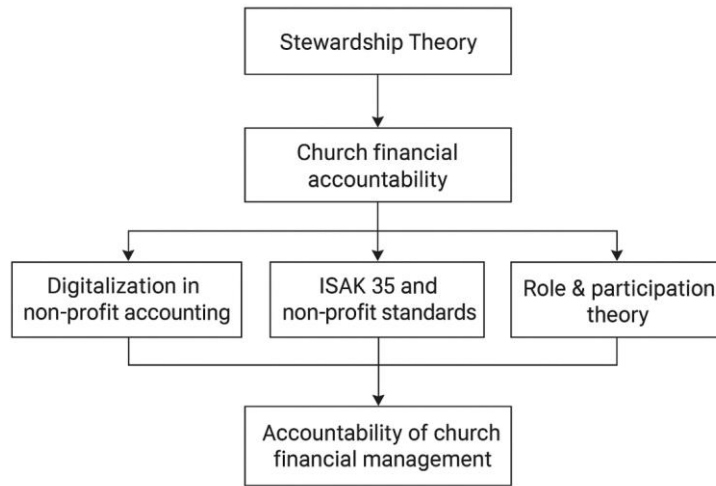 Stewardship Theory
Church financial
accountability
Digitalization in
non-profit accounting
ISAK 35 and
non-profit standards
Role & participation
theory
Accountability of church
financial management